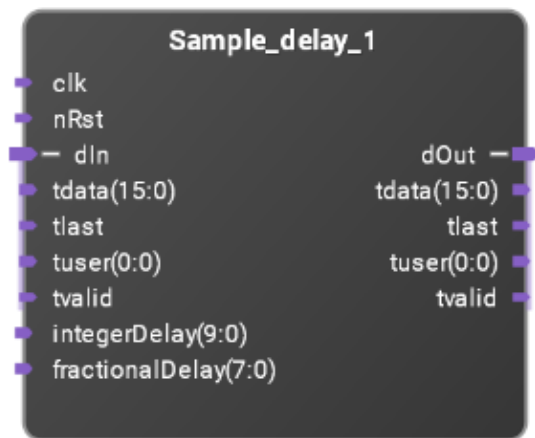 Sample_delay_1
clk
nRst
dIn
dOut
tdata(15:0)
tdata(15:0)
tlast
tlast
tuser(0:0)
tuser(0:0)
tvalid
tvalid
integerDelay(9:0)
fractionalDelay(7:0)